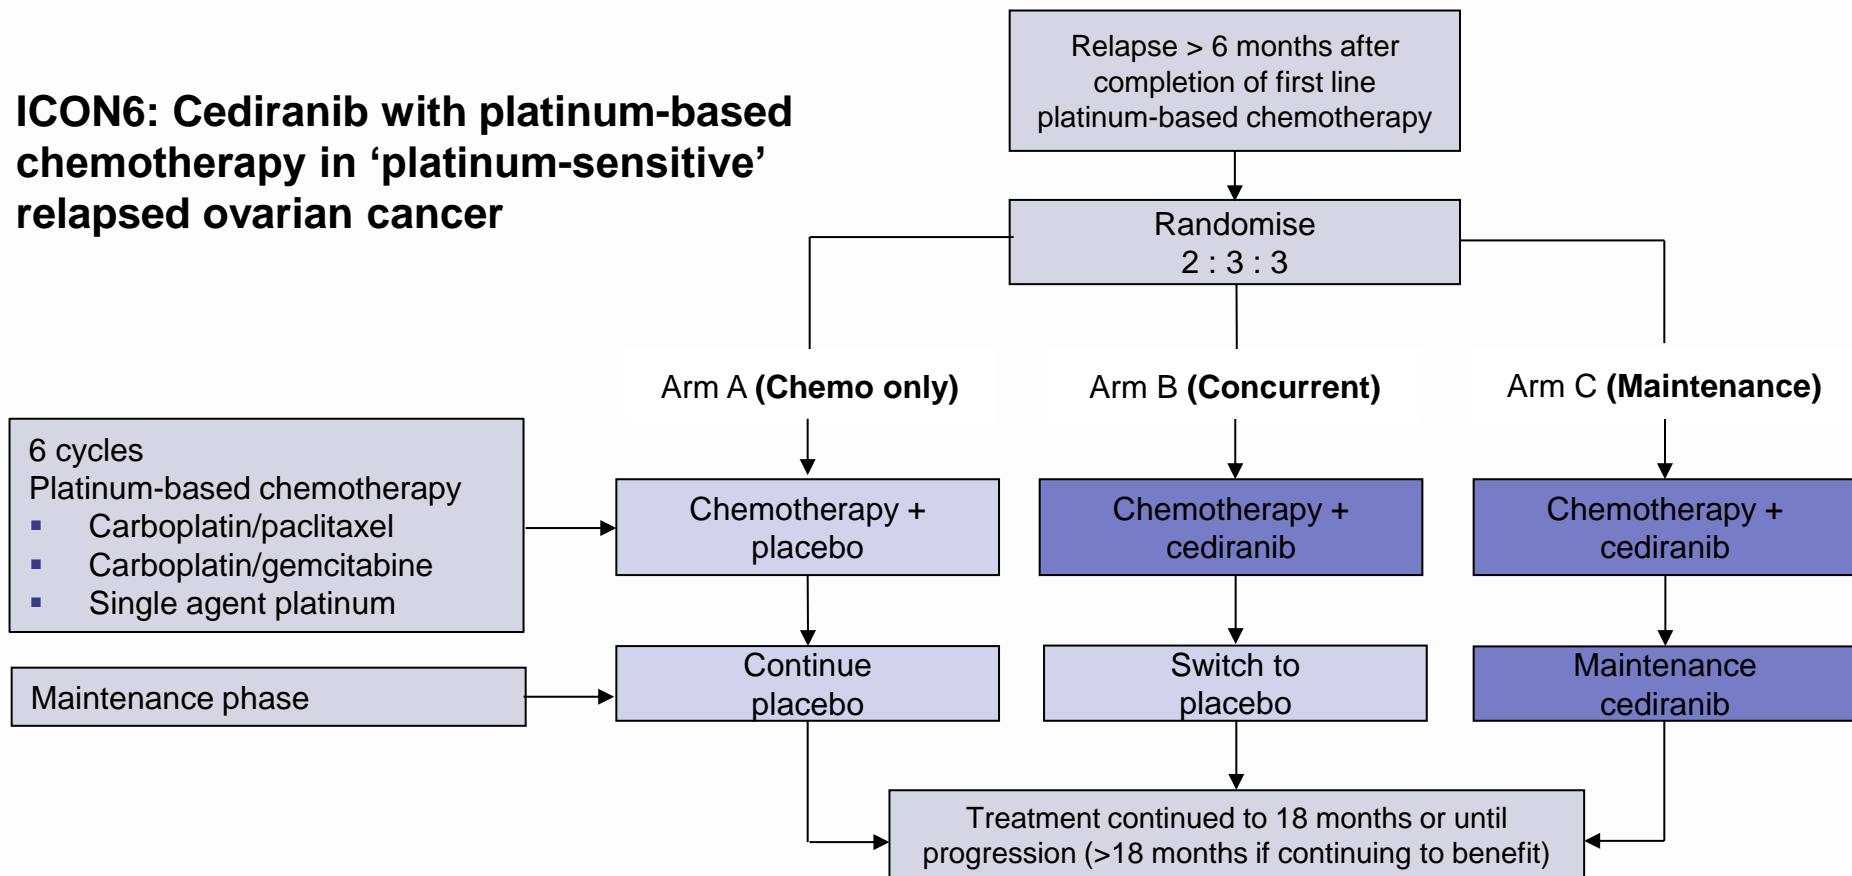 ICON6: Cediranib with platinum-based
chemotherapy in ‘platinum-sensitive’
relapsed ovarian cancer
Relapse > 6 months after
completion of first line
platinum-based chemotherapy
Randomise
2 : 3 : 3
Arm A (Chemo only)
Arm B (Concurrent)
Arm C (Maintenance)
6 cycles
Platinum-based chemotherapy
▪ Carboplatin/paclitaxel
▪ Carboplatin/gemcitabine
▪ Single agent platinum
Chemotherapy +
placebo
Chemotherapy +
cediranib
Chemotherapy +
cediranib
Maintenance phase
Continue
placebo
Switch to
placebo
Maintenance
cediranib
Treatment continued to 18 months or until
progression (>18 months if continuing to benefit)